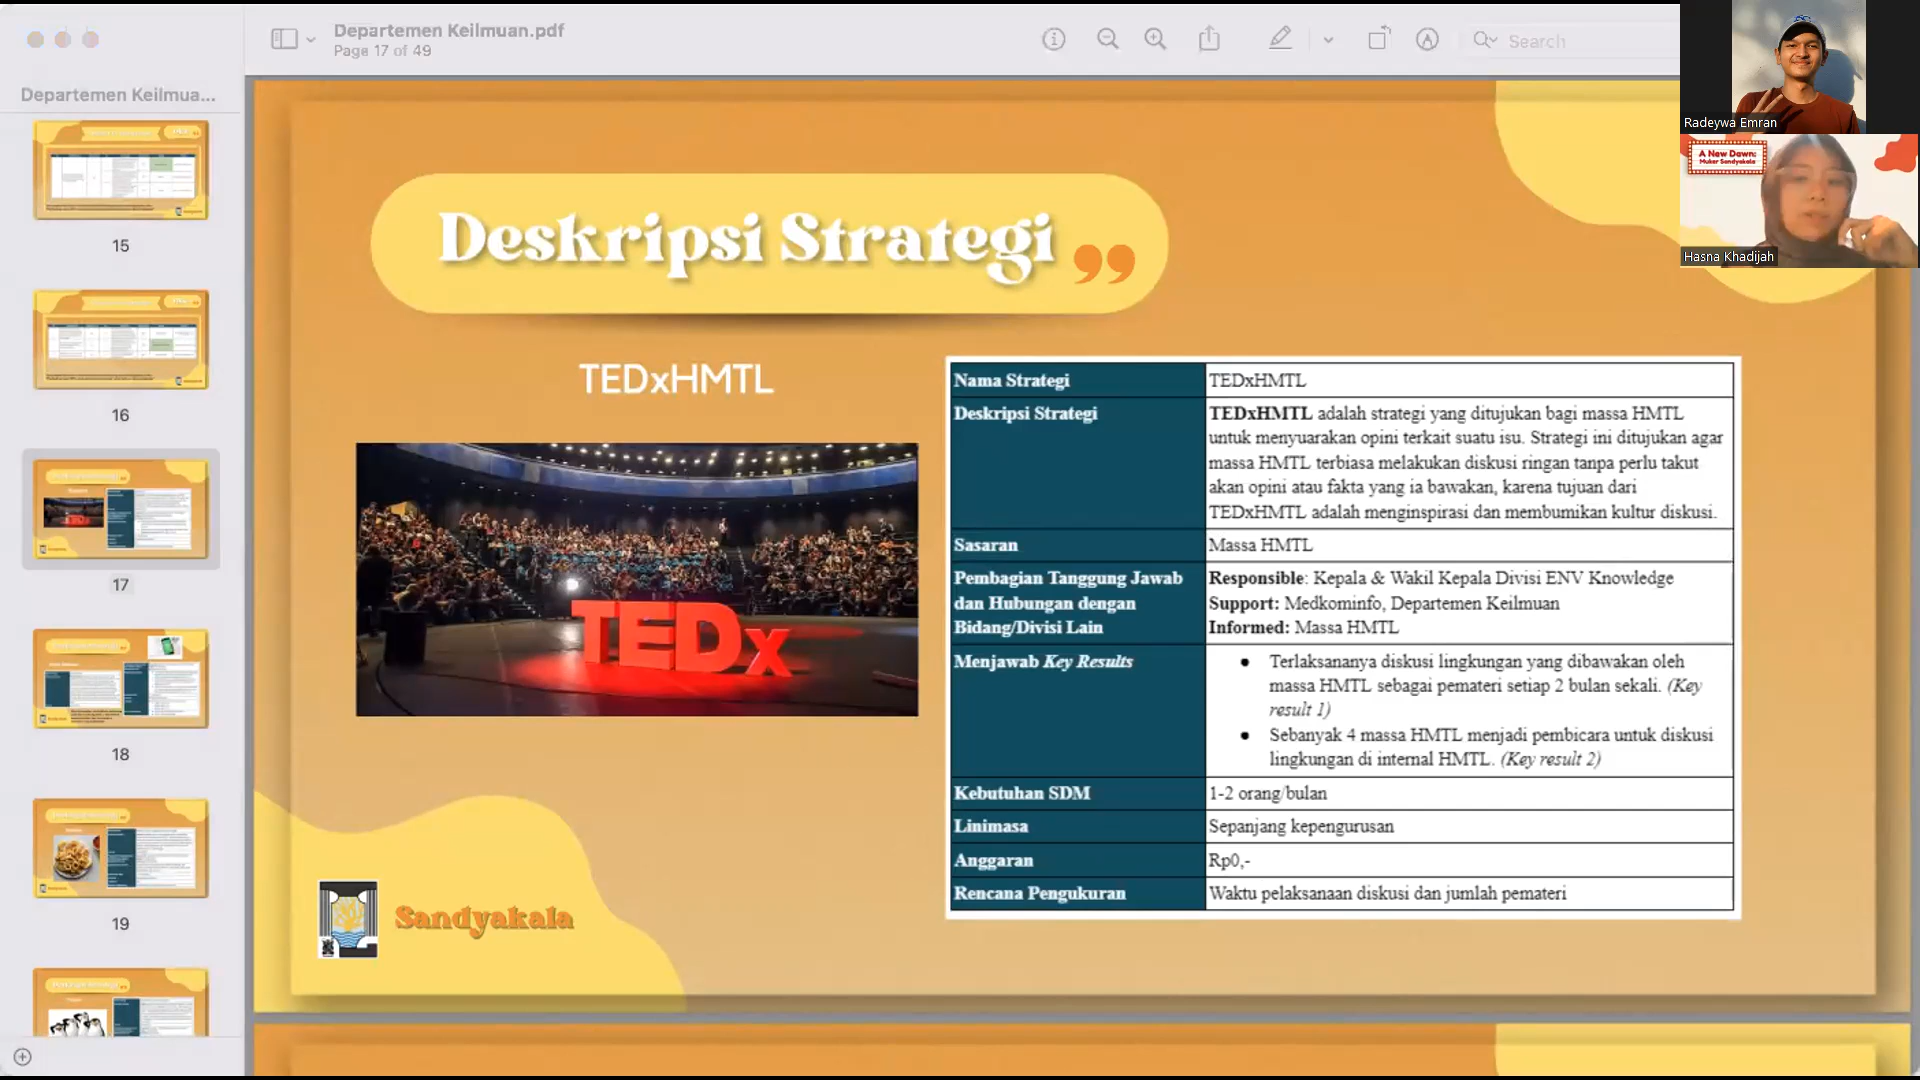 Departemen Keilmuan.pdf
Page 17 of 49
Search
Departemen Keilmua...
15
16
17
18
19
Deskripsi Strategi
TEDxHMTL
TEDx
Sandyakala
Nama Strategi
TEDxHMTL
Deskripsi Strategi
TEDxHMTL adalah strategi yang ditujukan bagi massa HMTL
untuk menyuarakan opini terkait suatu isu. Strategi ini ditujukan agar
massa HMTL terbiasa melakukan diskusi ringan tanpa perlu takut
akan opini atau fakta yang ia bawakan, karena tujuan dari
TEDxHMTL adalah menginspirasi dan membumikan kultur diskusi.
Sasaran
Massa HMTL
Pembagian Tanggung Jawab
dan Hubungan dengan
Bidang/Divisi Lain
Responsible: Kepala & Wakil Kepala Divisi ENV Knowledge
Support: Medkominfo, Departemen Keilmuan
Informed: Massa HMTL
Menjawab Key Results
● Terlaksananya diskusi lingkungan yang dibawakan oleh
massa HMTL sebagai pemateri setiap 2 bulan sekali. (Key
result 1)
● Sebanyak 4 massa HMTL menjadi pembicara untuk diskusi
lingkungan di internal HMTL. (Key result 2)
Kebutuhan SDM
1-2 orang/bulan
Linimasa
Sepanjang kepengurusan
Anggaran
Rp0,-
Rencana Pengukuran
Waktu pelaksanaan diskusi dan jumlah pemateri
Radeywa Emran
A New Dawn:
Muker Sandyakala
Hasna Khadijah